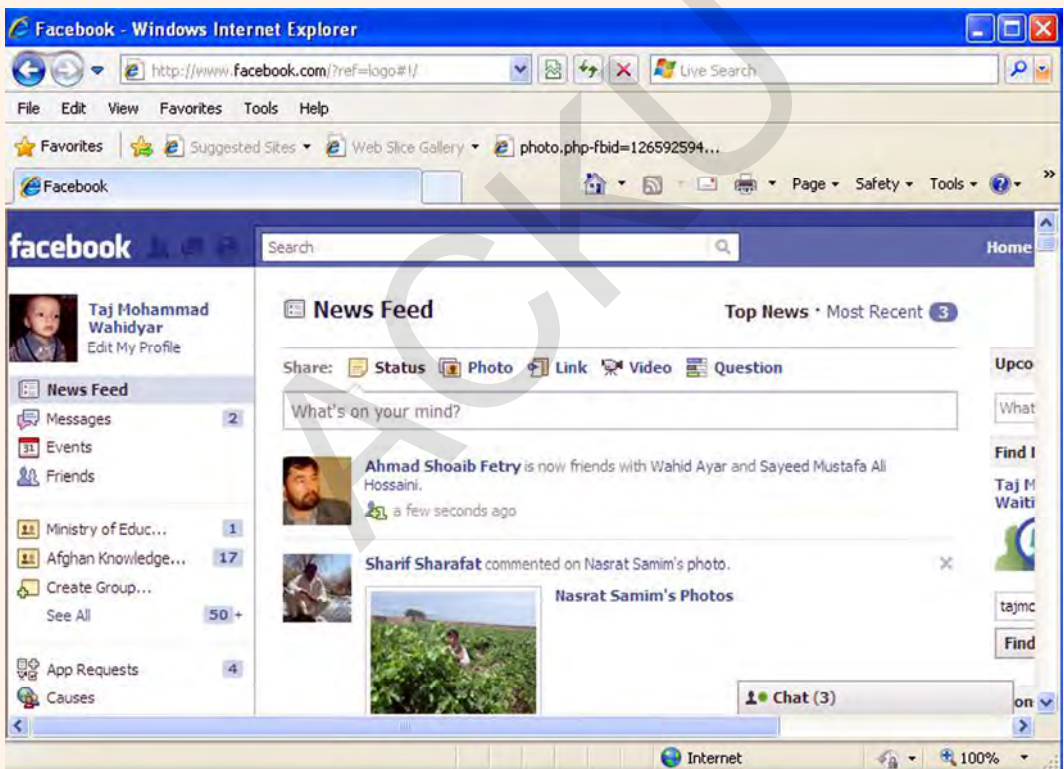 Facebook - Windows Internet Explorer
http://www.facebook.com/?ref=logo#!/
Live Search
File Edit View Favorites Tools Help
Favorites Suggested Sites Web Slice Gallery photo.php-fbid=126592594...
Facebook
Page Safety Tools
facebook
Search
Home
Taj Mohammad
Wahidyar
Edit My Profile
News Feed
Messages 2
31 Events
Friends
Ministry of Educ... 1
Afghan Knowledge... 17
Create Group...
See All 50+
App Requests 4
Causes
News Feed
Top News · Most Recent 3
Share: Status Photo Link Video Question
What's on your mind?
Ahmad Shoaib Fetry is now friends with Wahid Ayar and Sayeed Mustafa Ali
Hossaini.
a few seconds ago
Sharif Sharafat commented on Nasrat Samim's photo.
Nasrat Samim's Photos
Upco
What
Find
Taj M
Waiti
tajmc
Find
on
Chat (3)
Internet
100%
ACKU